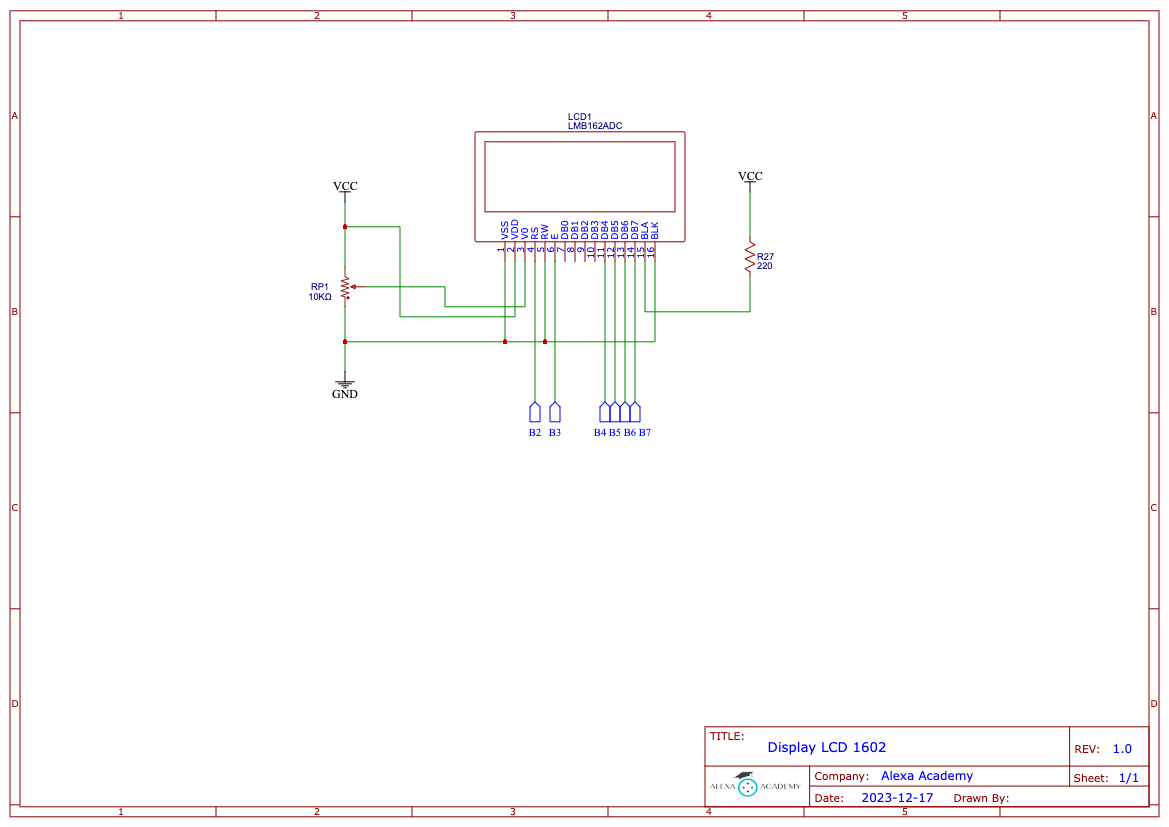 1 2 3 4 5
A A
LCD1
LMB162ADC
VCC
VCC
VSS VDD V0 RS RW E DB0 DB1 DB2 DB3 DB4 DB5 DB6 DB7 BLA BLK
1 2 3 4 5 6 7 8 9 10 11 12 13 14 15 16
R27
220
RP1
10KΩ
B B
GND
B2 B3 B4 B5 B6 B7
C C
D D
TITLE:
Display LCD 1602
REV: 1.0
ALEXA ACADEMY
Company: Alexa Academy
Sheet: 1/1
Date: 2023-12-17 Drawn By:
1 2 3 4 5